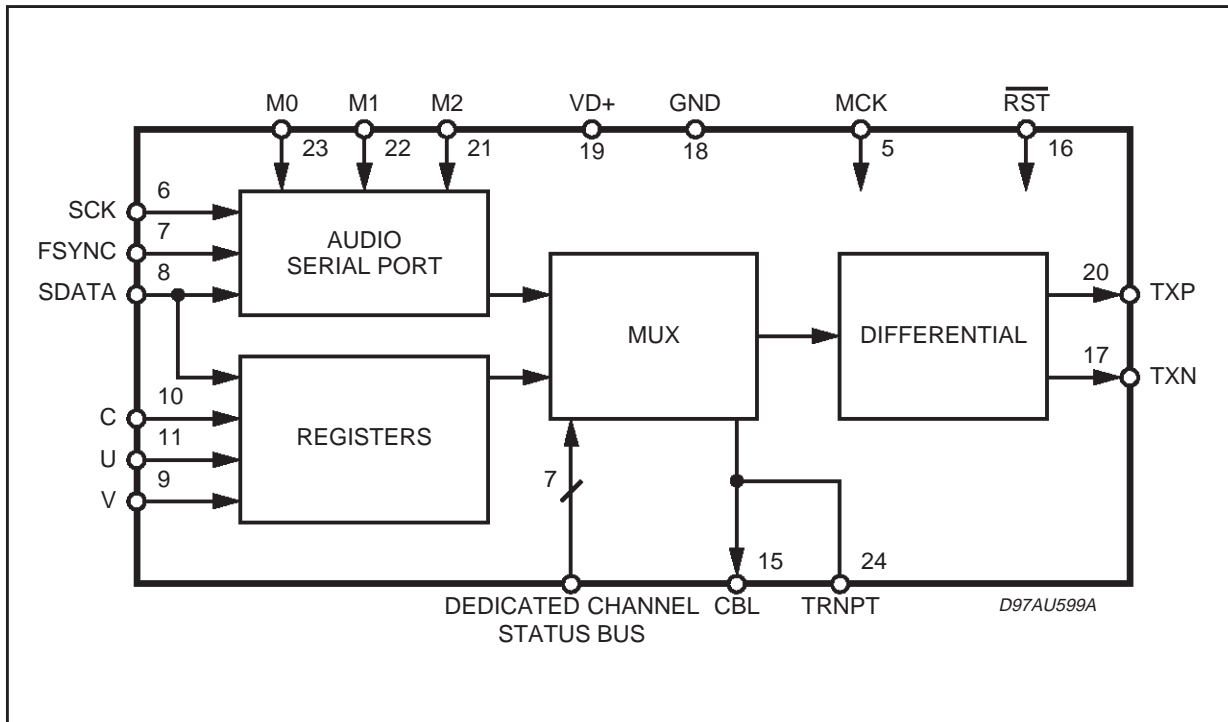 M0
M1
M2
VD+
GND
MCK
RST
23
22
21
19
18
5
16
SCK
6
FSYNC
7
SDATA
8
AUDIO
SERIAL PORT
MUX
DIFFERENTIAL
20
TXP
17
TXN
C
10
U
11
V
9
REGISTERS
7
15
24
DEDICATED CHANNEL
STATUS BUS
CBL
TRNPT
D97AU599A